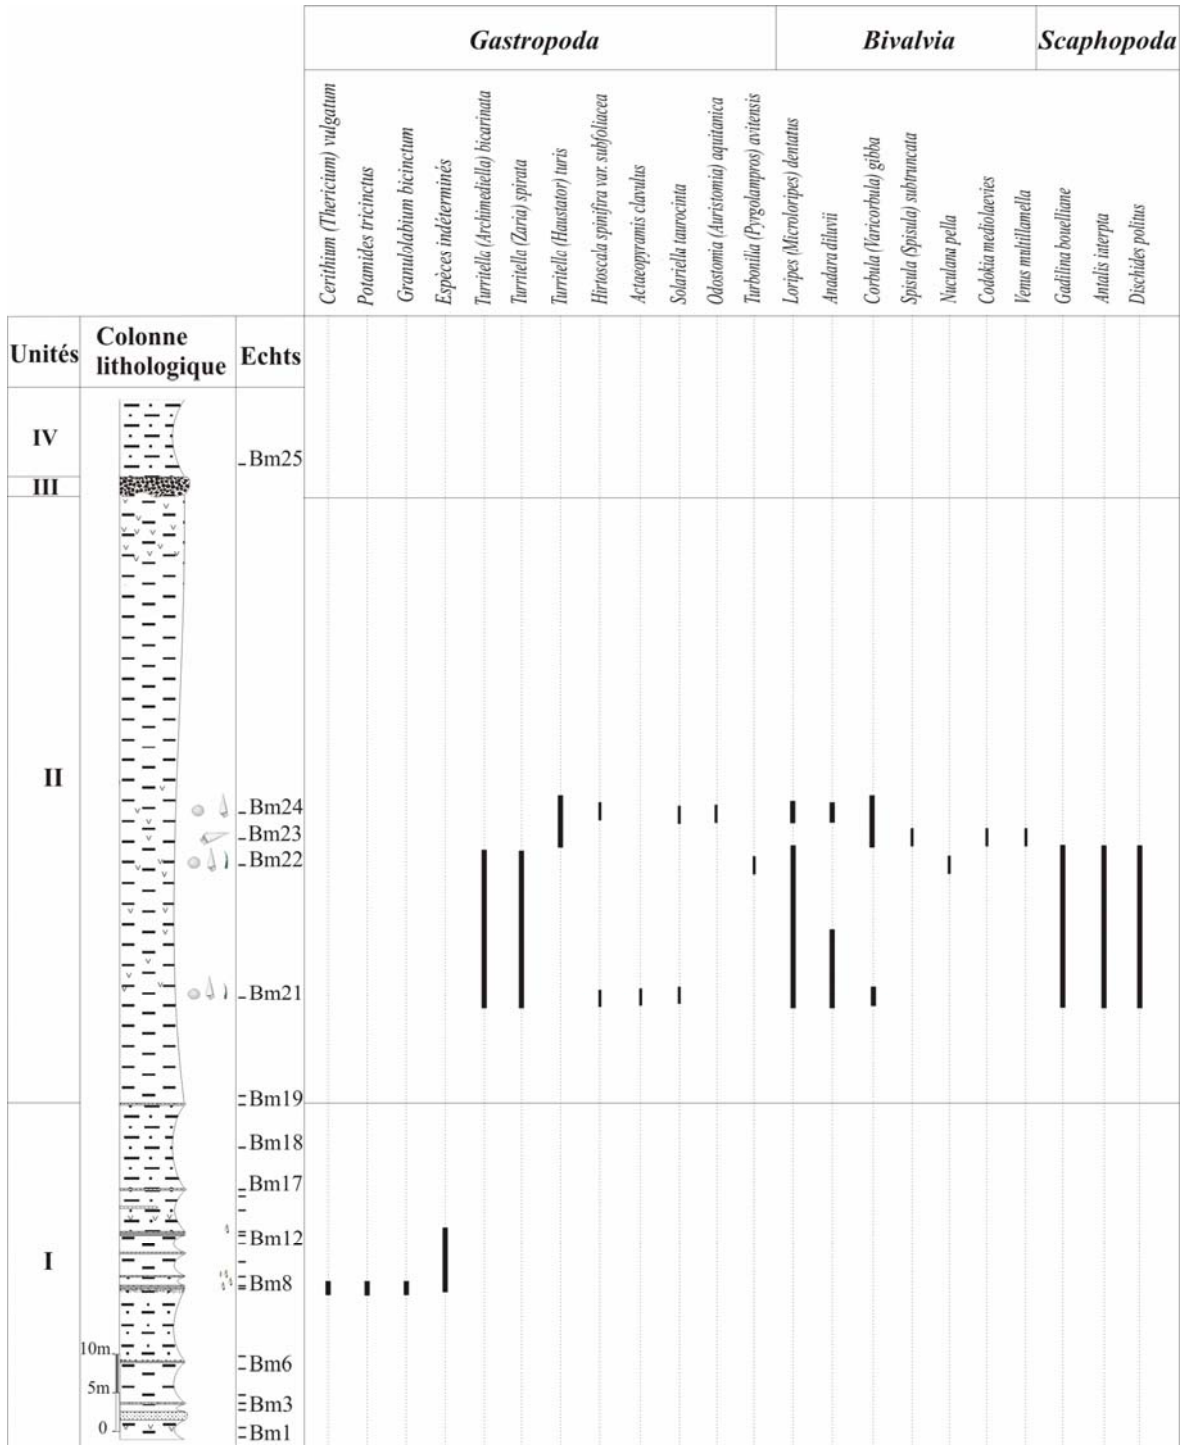 Gastropoda
Bivalvia
Scaphopoda
Cerithium (Thericium) vulgatum
Potamides tricinctus
Granulolabium bicinctum
Espèces indéterminés
Turritella (Archimediella) bicarinata
Turritella (Zaria) spirata
Turritella (Haustator) turis
Hirtoscala spinifira var. subfoliacea
Actaeopyramis clavulus
Solariella taurocinta
Odostomia (Auristomia) aquitanica
Turbonilia (Pyrgolampros) avitensis
Loripes (Microloripes) dentatus
Anadara diluvii
Corbula (Varicorbula) gibba
Spisula (Spisula) subtruncata
Nuculana pella
Codokia mediolaevies
Venus multillamella
Gadilina bouelliane
Antalis interpta
Dischides politus
Unités
Colonne
lithologique
Echts
IV
Bm25
III
II
Bm24
Bm23
Bm22
Bm21
Bm19
Bm18
Bm17
Bm12
I
Bm8
10m
Bm6
5m
Bm3
0
Bm1